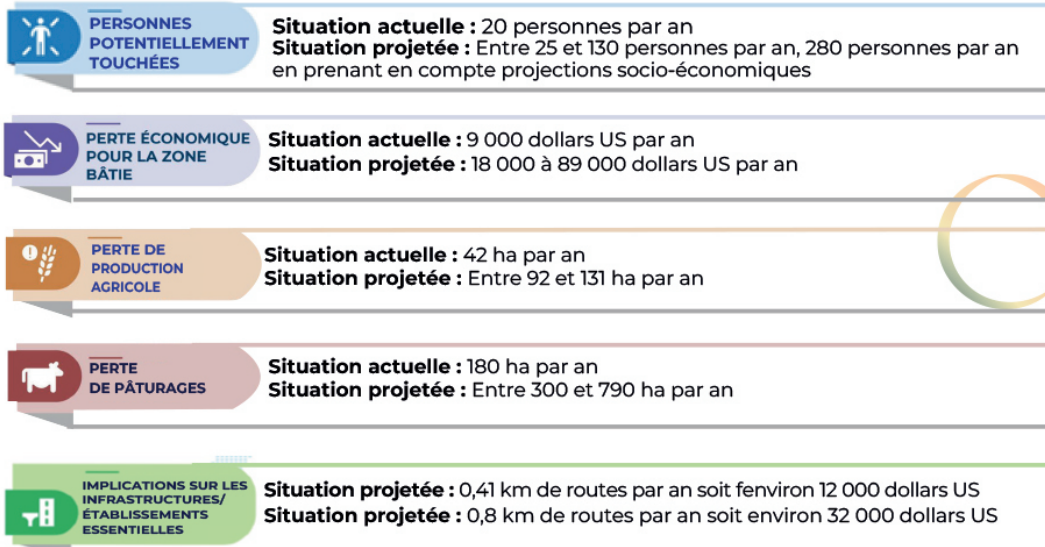 PERSONNES
POTENTIELLEMENT
TOUCHÉES
Situation actuelle : 20 personnes par an
Situation projetée : Entre 25 et 130 personnes par an, 280 personnes par an
en prenant en compte projections socio-économiques
PERTE ÉCONOMIQUE
POUR LA ZONE
BÂTIE
Situation actuelle : 9 000 dollars US par an
Situation projetée : 18 000 à 89 000 dollars US par an
PERTE DE
PRODUCTION
AGRICOLE
Situation actuelle : 42 ha par an
Situation projetée : Entre 92 et 131 ha par an
PERTE
DE PÂTURAGES
Situation actuelle : 180 ha par an
Situation projetée : Entre 300 et 790 ha par an
IMPLICATIONS SUR LES
INFRASTRUCTURES/
ÉTABLISSEMENTS
ESSENTIELLES
Situation projetée : 0,41 km de routes par an soit fenviron 12 000 dollars US
Situation projetée : 0,8 km de routes par an soit environ 32 000 dollars US